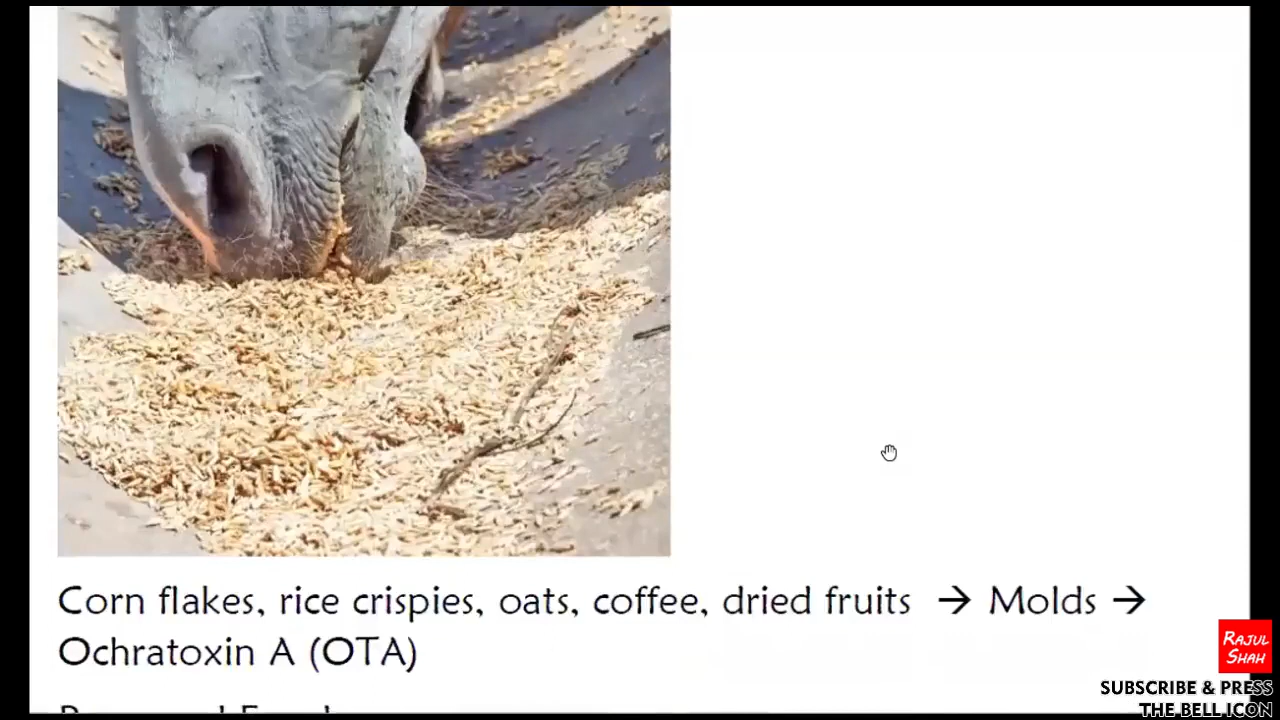 Corn flakes, rice crispies, oats, coffee, dried fruits → Molds →
Ochratoxin A (OTA)
RAJUL
SHAH
SUBSCRIBE & PRESS
THE BELL ICON